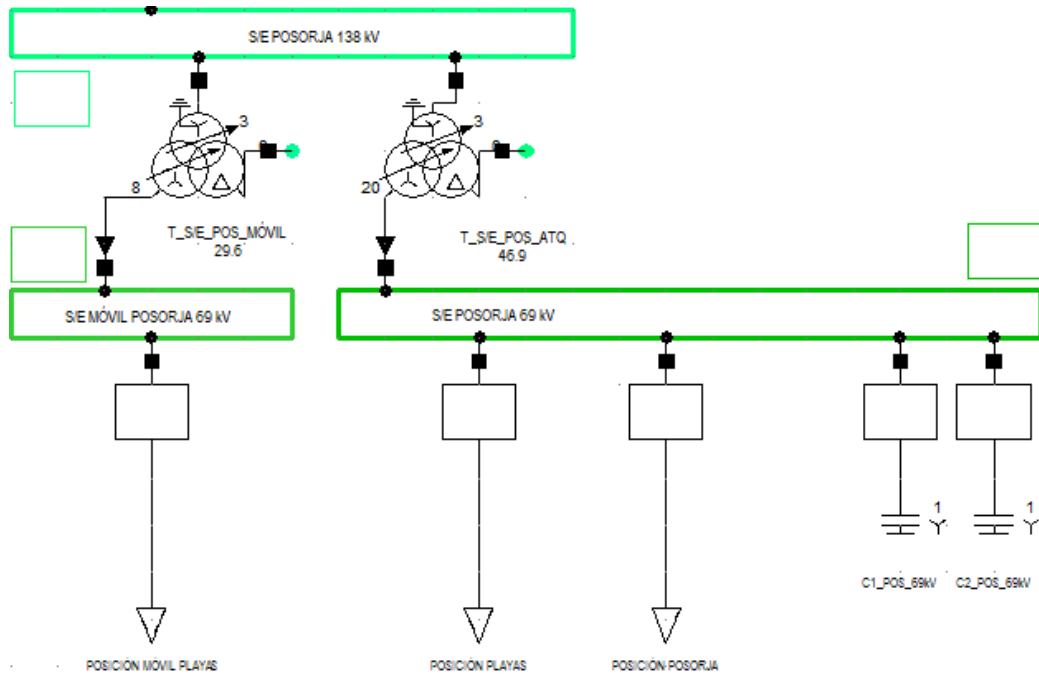 S/E POSORJA 138 kV
3
3
8
20
T_S/E_POS_MÓVIL
29.6
T_S/E_POS_ATQ
46.9
S/E MÓVIL POSORJA 69 kV
S/E POSORJA 69 kV
1
1
C1_POS_69kV
C2_POS_69kV
POSICIÓN MÓVIL PLAYAS
POSICIÓN PLAYAS
POSICIÓN POSORJA